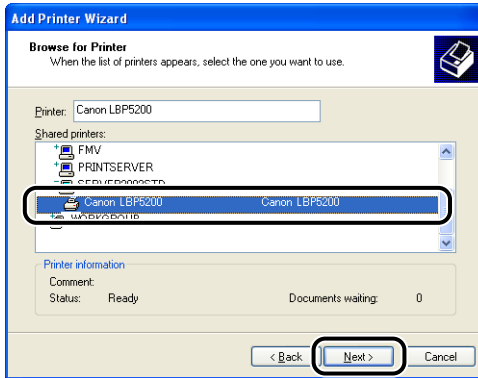 Add Printer Wizard
Browse for Printer
When the list of printers appears, select the one you want to use.
Printer: Canon LBP5200
Shared printers:
FMV
PRINTSERVER
SERVER2003STD
Canon LBP5200 Canon LBP5200
WORKGROUP
Printer information
Comment:
Status: Ready Documents waiting: 0
< Back Next > Cancel